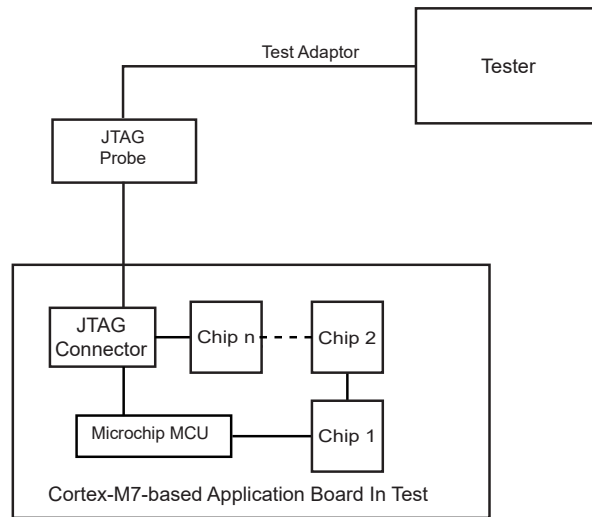 Test Adaptor
Tester
JTAG
Probe
JTAG
Connector
Chip n
Chip 2
Microchip MCU
Chip 1
Cortex-M7-based Application Board In Test